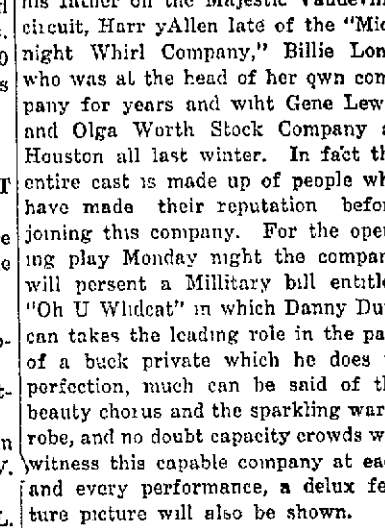 his father on the Majestic Vaudevil
circuit, Harr yAllen late of the "Mid
night Whirl Company," Billie Lon
who was at the head of her qwn com
pany for years and wiht Gene Lew
and Olga Worth Stock Company a
Houston all last winter. In fact th
entire cast is made up of people wh
have made their reputation befor
joining this company. For the open
ing play Monday night the compan
will persent a Millitary bill entitle
"Oh U Wildcat" in which Danny Dun
can takes the leading role in the pa
of a buck private which he does
perfection, much can be said of th
beauty chorus and the sparkling ward
robe, and no doubt capacity crowds w
witness this capable company at eac
and every performance, a delux fe
ture picture will also be shown.